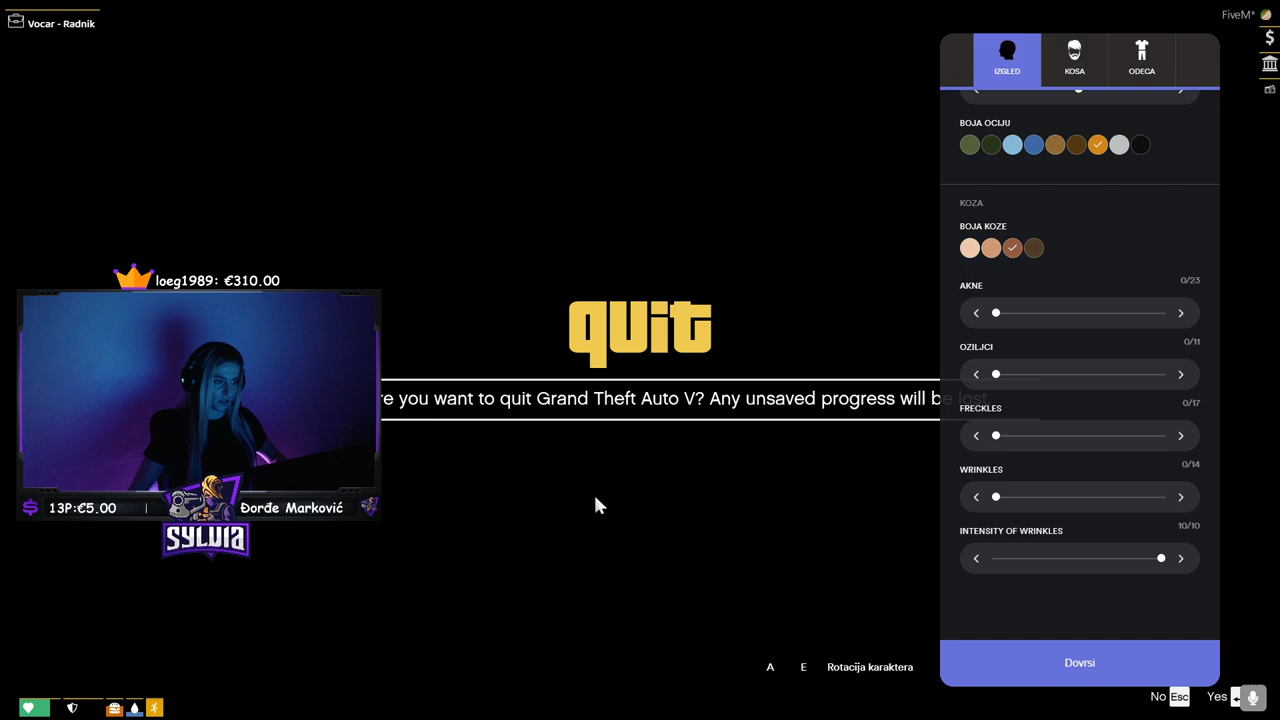 Vocar - Radnik
FiveM*
IZGLED
KOSA
ODECA
BOJA OCIJU
KOZA
BOJA KOZE
AKNE
0/23
OZILJCI
0/11
FRECKLES
0/17
WRINKLES
0/14
INTENSITY OF WRINKLES
10/10
Dovrsi
loeg1989: €310.00
quit
re you want to quit Grand Theft Auto V? Any unsaved progress will be lost
13P:€5.00 | Đorđe Marković
SYLVIA
A E Rotacija karaktera
No Esc Yes